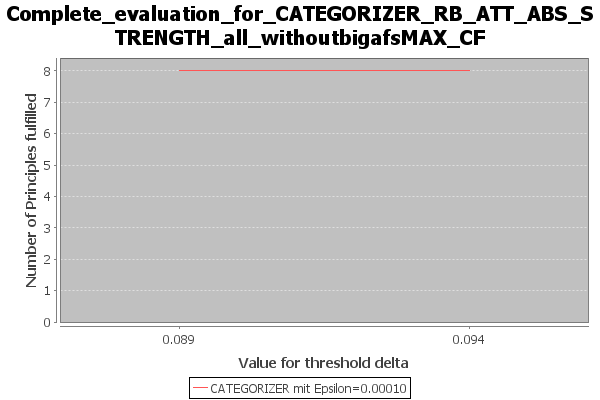 Complete_evaluation_for_CATEGORIZER_RB_ATT_ABS_S
TRENGTH_all_withoutbigafsMAX_CF
Number of Principles fulfilled
8
7
6
5
4
3
2
1
0
0.089
0.094
Value for threshold delta
CATEGORIZER mit Epsilon=0.00010